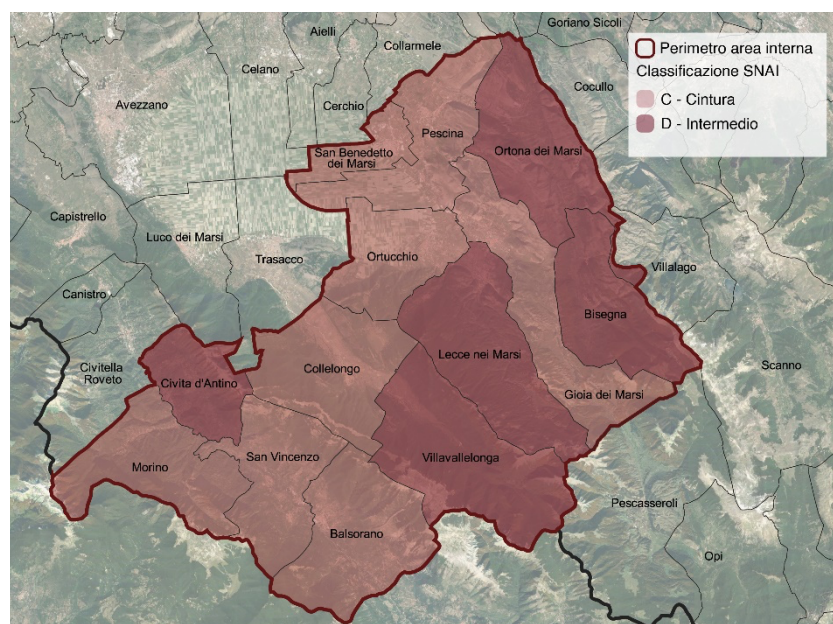 Goriano Sicoli
Aielli
Collarmele
Perimetro area interna
Classificazione SNAI
C - Cintura
D - Intermedio
Celano
Cocullo
Avezzano
Cerchio
Pescina
San Benedetto
dei Marsi
Ortona dei Marsi
Capistrello
Luco dei Marsi
Trasacco
Ortucchio
Villalago
Canistro
Bisegna
Lecce nei Marsi
Scanno
Civitella
Roveto
Civita d'Antino
Collelongo
Gioia dei Marsi
Morino
San Vincenzo
Villavallelonga
Pescasseroli
Balsorano
Opi